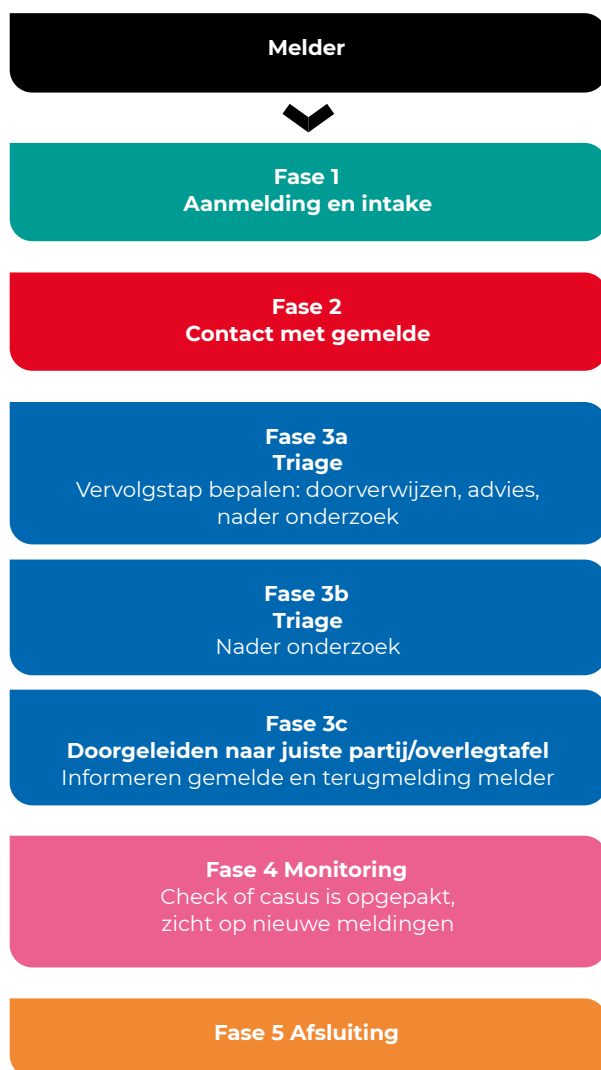 Melder
Fase 1
Aanmelding en intake
Fase 2
Contact met gemelde
Fase 3a
Triage
Vervolgstap bepalen: doorverwijzen, advies,
nader onderzoek
Fase 3b
Triage
Nader onderzoek
Fase 3c
Doorgeleiden naar juiste partij/overlegtafel
Informeren gemelde en terugmelding melder
Fase 4 Monitoring
Check of casus is opgepakt,
zicht op nieuwe meldingen
Fase 5 Afsluiting